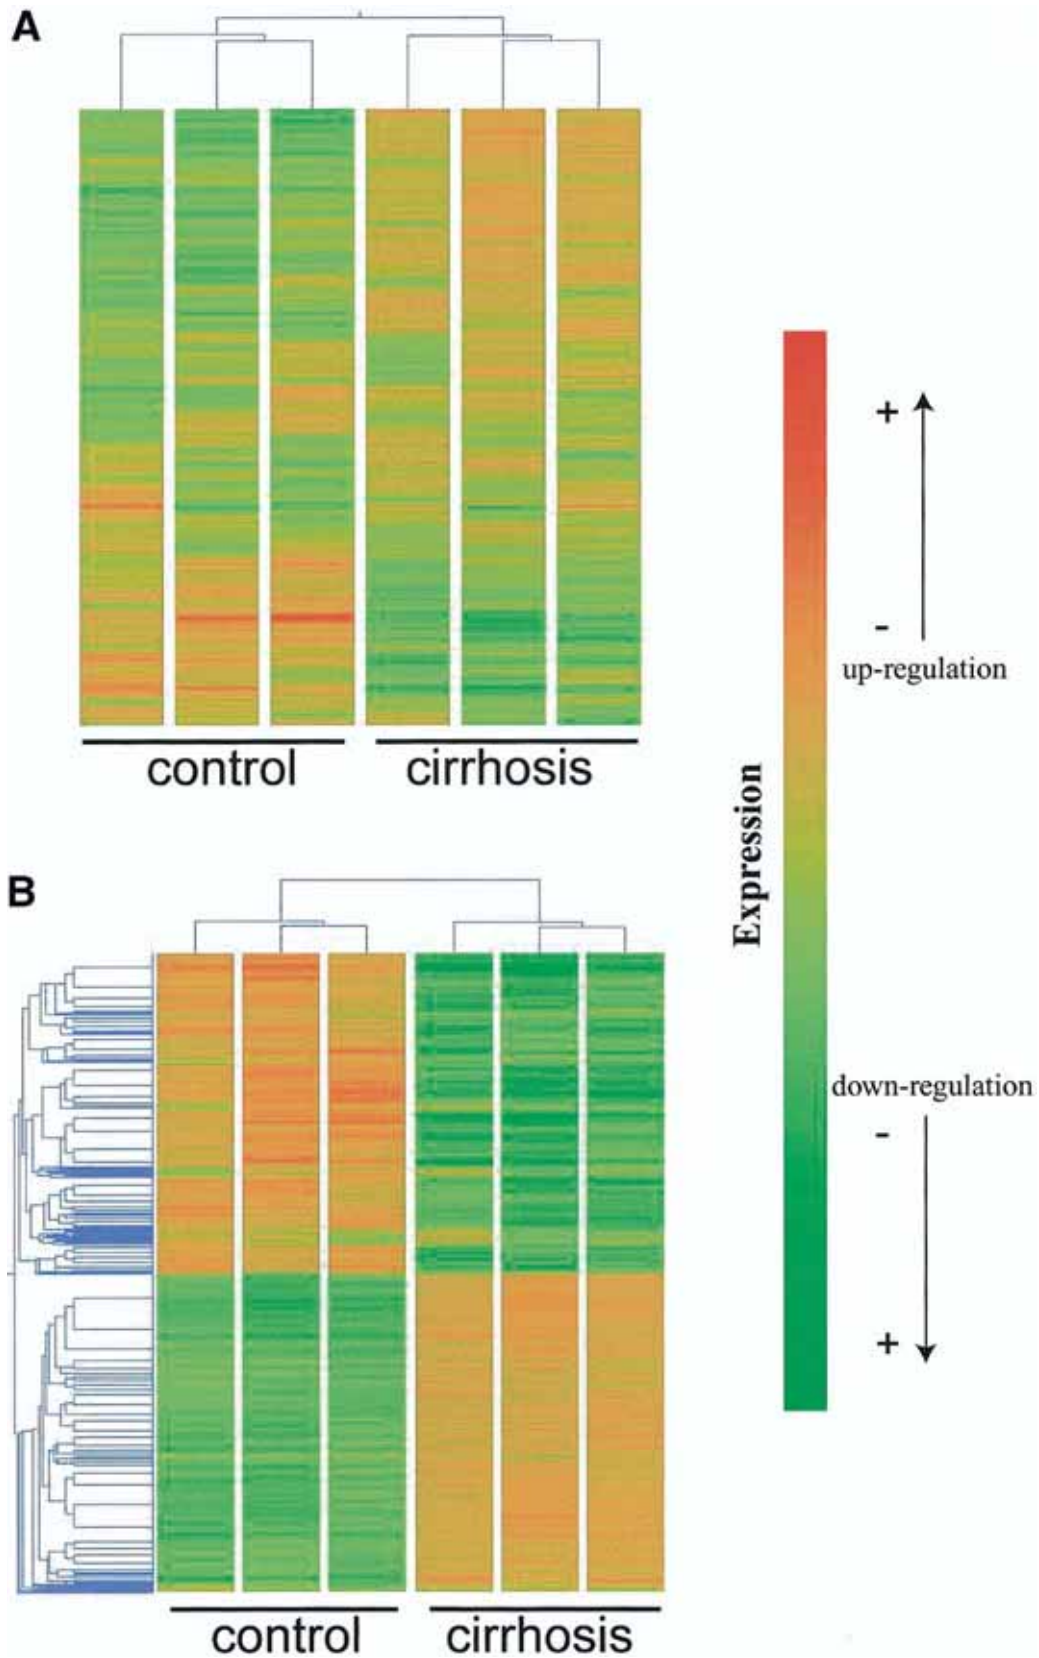 A
control
cirrhosis
+
-
up-regulation
Expression
down-regulation
-
+
B
control
cirrhosis